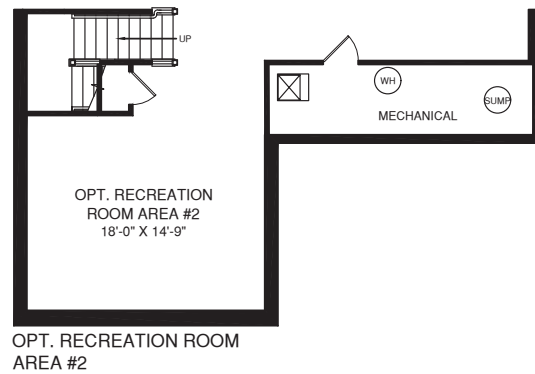 UP
WH
SUMP
MECHANICAL
OPT. RECREATION
ROOM AREA #2
18'-0" X 14'-9"
OPT. RECREATION ROOM
AREA #2